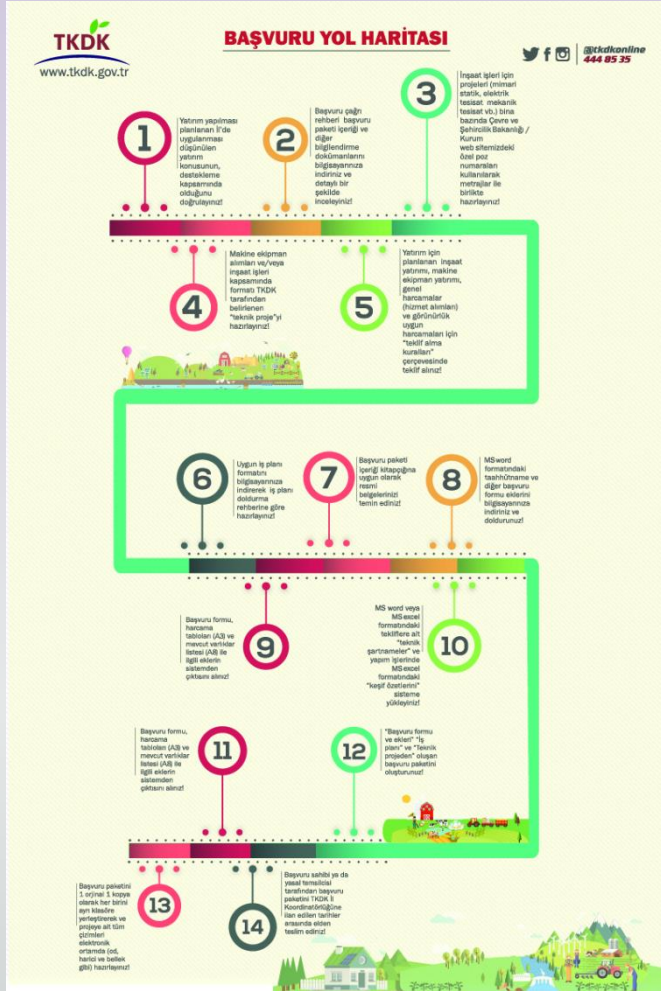 TKDK
www.tkdk.gov.tr
BAŞVURU YOL HARİTASI
@tkdkonline
444 85 35
1
Yatırım yapılması
planlanan İl'de
uygulanması
düşünülen
yatırım
konusunun,
destekleme
kapsamında
olduğunu
doğrulayınız!
2
Başvuru çağrı
rehberi başvuru
paketi içeriği ve
diğer
bilgilendirme
dokümanlarını
bilgisayarınıza
indiriniz ve
detaylı bir
şekilde
inceleyiniz!
3
İnşaat işleri için
projeleri (mimari
statik, elektrik
tesisat mekanik
tesisat vb.) bina
bazında Çevre ve
Şehircilik Bakanlığı /
Kurum
web sitemizdeki
özel poz
numaraları
kullanılarak
metrajlar ile
birlikte
hazırlayınız!
4
Makine ekipman
alımları ve/veya
inşaat işleri
kapsamında
formatı TKDK
tarafından
belirlenen
"teknik proje"yi
hazırlayınız!
5
Yatırım için
planlanan inşaat
yatırımı, makine
ekipman yatırımı,
genel
harcamalar
(hizmet alımları)
ve görünürlük
uygun
harcamaları için
"teklif alma
kuralları"
çerçevesinde
teklif alınız!
6
Uygun iş planı
formatını
bilgisayarınıza
indirerek iş planı
doldurma
rehberine göre
hazırlayınız!
7
Başvuru paketi
içeriği kitapçığına
uygun olarak
resmi
belgelerinizi
temin ediniz!
8
MS word
formatındaki
taahhütname ve
diğer başvuru
formu eklerini
bilgisayarınıza
indiriniz ve
doldurunuz!
9
Başvuru formu,
harcama
tabloları (A3) ve
mevcut varlıklar
listesi (A8) ile
ilgili eklerin
sistemden
çıktısını alınız!
10
MS word veya
MS excel
formatındaki
tekliflere ait
"teknik
şartnameler" ve
yapım işlerinde
MS excel
formatındaki
"keşif özetlerini"
sisteme
yükleyiniz!
11
Başvuru formu,
harcama
tabloları (A3) ve
mevcut varlıklar
listesi (A8) ile
ilgili eklerin
sistemden
çıktısını alınız!
12
"Başvuru formu
ve ekleri" "İş
planı" ve "Teknik
projeden" oluşan
başvuru paketini
oluşturunuz!
13
Başvuru paketini
1 orjinal 1 kopya
olarak her birini
ayrı klasöre
yerleştirerek ve
projeye ait tüm
çizimleri
elektronik
ortamda (cd,
harici ve bellek
gibi) hazırlayınız!
14
Başvuru sahibi ya da
yasal temsilcisi
tarafından başvuru
paketini TKDK İl
Koordinatörlüğüne
ilan edilen tarihler
arasında elden
teslim ediniz!